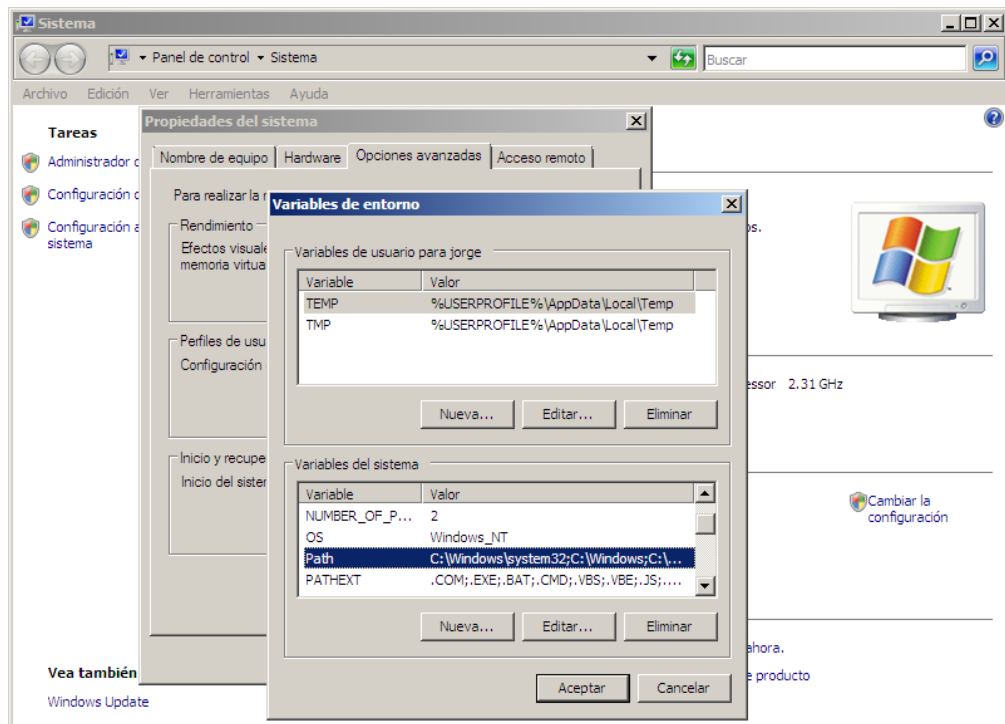 Sistema
Panel de control Sistema
Buscar
Archivo Edición Ver Herramientas Ayuda
Tareas
Administrador
Configuración
Configuración
sistema
Propiedades del sistema
Nombre de equipo Hardware Opciones avanzadas Acceso remoto
Para realizar la
Rendimiento
Efectos visuale
memoria virtua
Perfiles de usu
Configuración
Inicio y recupe
Inicio del sister
Variables de entorno
Variables de usuario para jorge
Variable Valor
TEMP %USERPROFILE%\AppData\Local\Temp
TMP %USERPROFILE%\AppData\Local\Temp
Nueva... Editar... Eliminar
Variables del sistema
Variable Valor
NUMBER_OF_P... 2
OS Windows_NT
Path C:\Windows\system32;C:\Windows;C:\...
PATHEXT .COM;.EXE;.BAT;.CMD;.VBS;.VBE;.JS;....
Nueva... Editar... Eliminar
Aceptar Cancelar
os.
essor 2.31 GHz
Cambiar la
configuración
ahora.
producto
Vea también
Windows Update